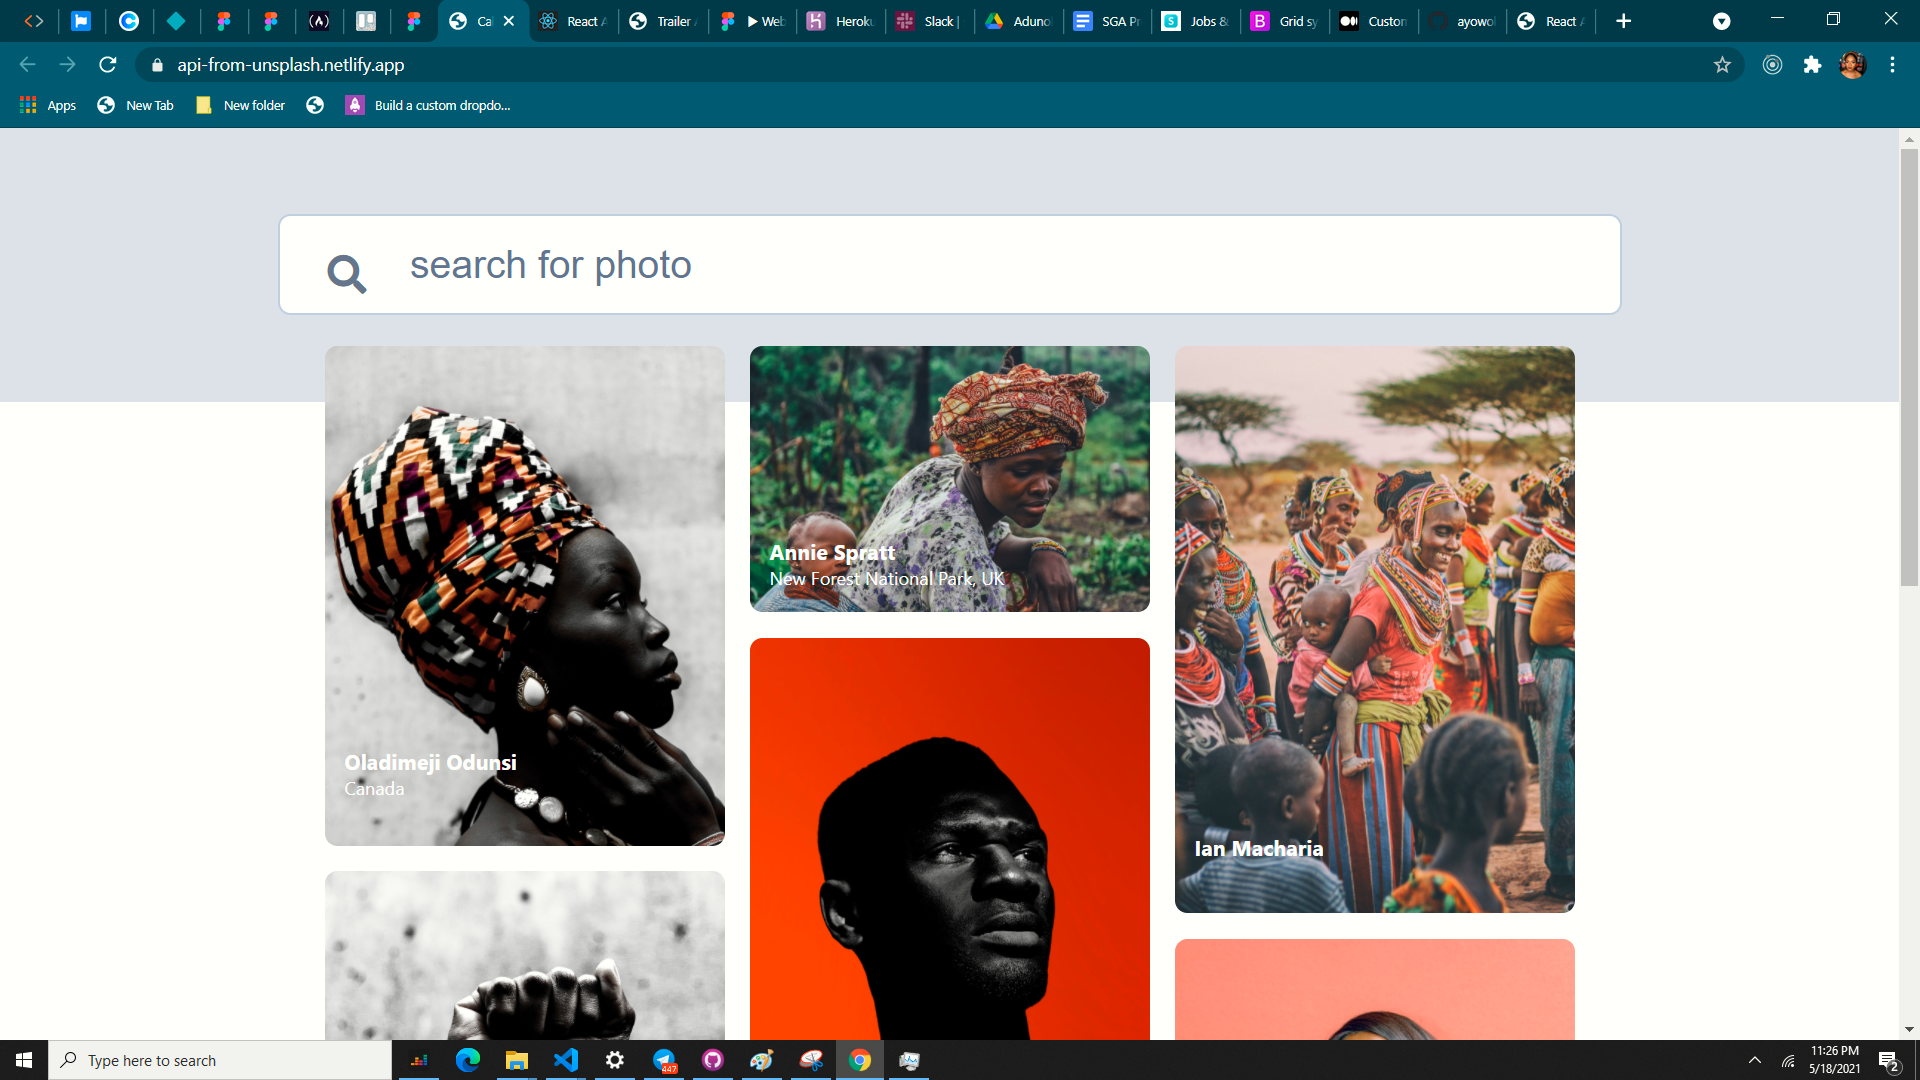 Ca
React A
Trailer
Web
Heroku
Slack |
Aduno
SGA Pr
Jobs &
Grid sy
Custon
ayowol
React A
api-from-unsplash.netlify.app
Apps
New Tab
New folder
Build a custom dropdo...
search for photo
Annie Spratt
New Forest National Park, UK
Oladimeji Odunsi
Canada
Ian Macharia
Type here to search
447
11:26 PM
5/18/2021
2